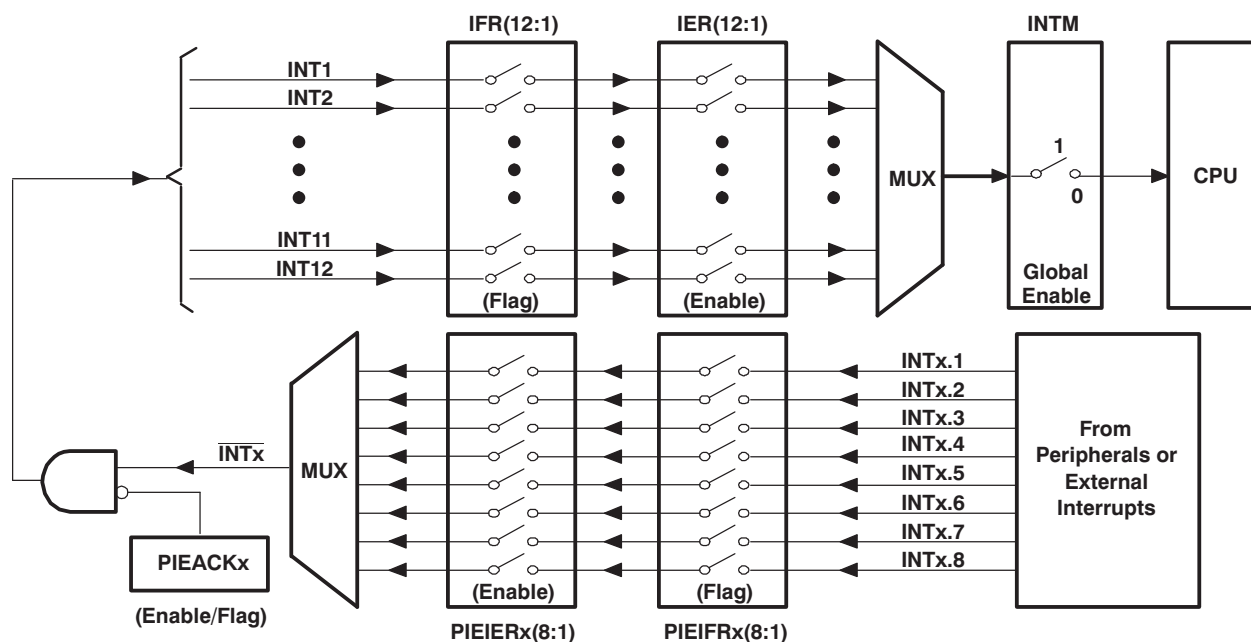 IFR(12:1) IER(12:1) INTM
INT1
INT2
1
MUX
CPU
0
INT11
INT12
Global
Enable
(Flag) (Enable)
INTx.1
INTx.2
INTx.3
INTx.4
INTx.5
INTx.6
INTx.7
INTx.8
From
Peripherals or
External
Interrupts
INTx
MUX
PIEACKx
(Enable/Flag)
(Enable) (Flag)
PIEIERx(8:1) PIEIFRx(8:1)